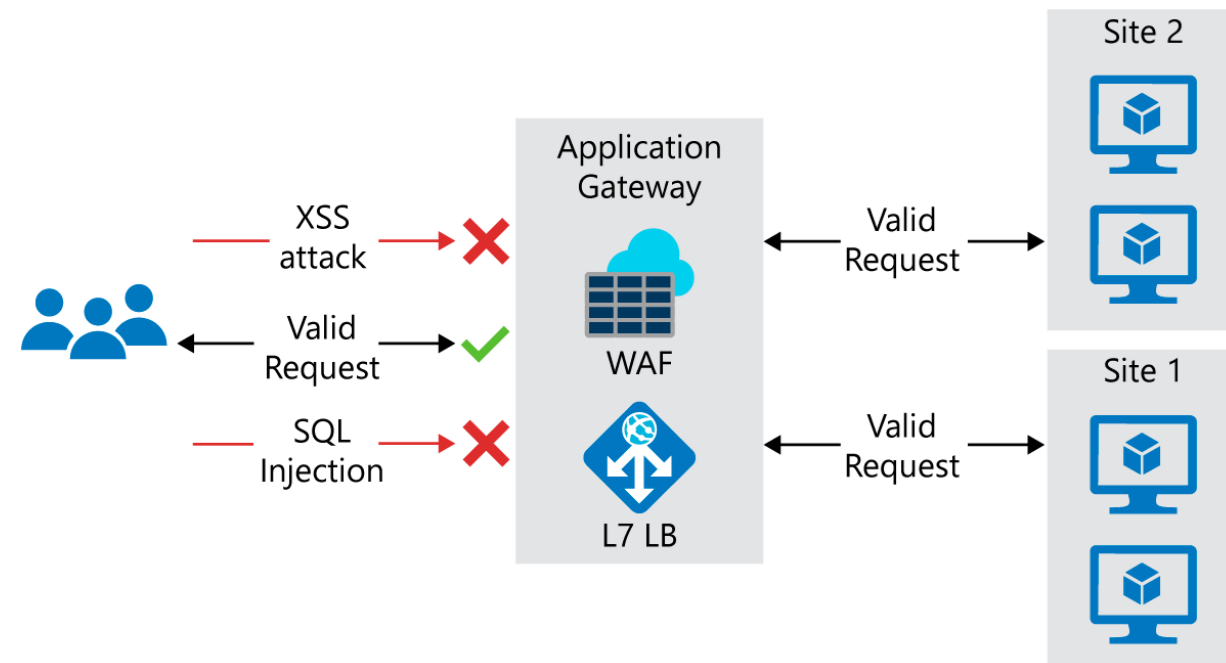 Site 2
Application
Gateway
XSS
attack
Valid
Request
WAF
Valid
Request
Site 1
SQL
Injection
L7 LB
Valid
Request